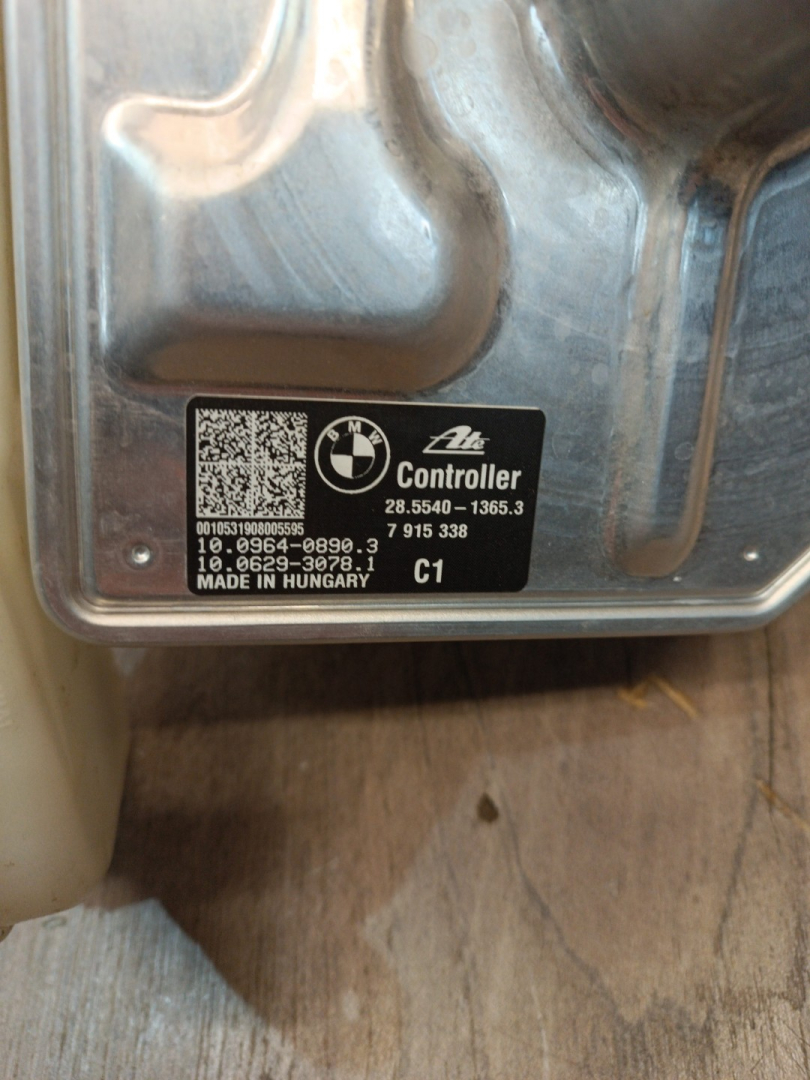 BMW
Ate
Controller
28.5540-1365.3
0010531908005595
7 915 338
10.0964-0890.3
10.0629-3078.1
MADE IN HUNGARY
C1